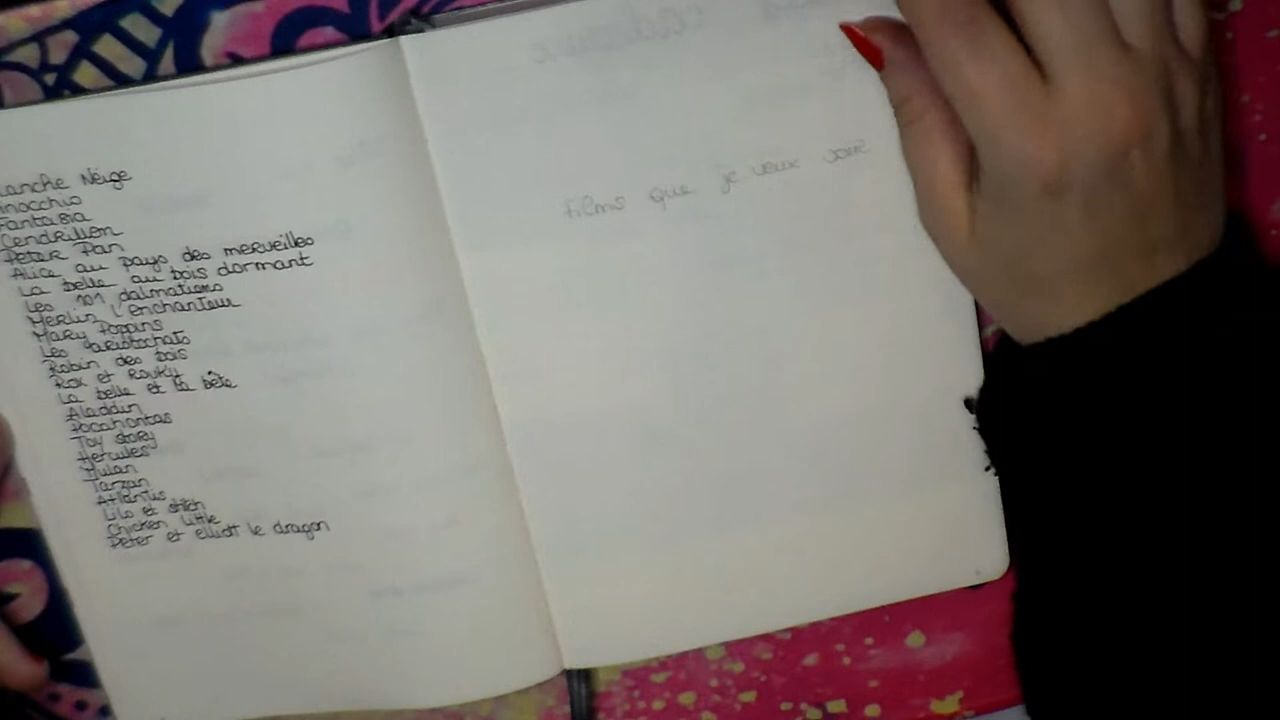 lanche Neige
inocchio
Fantasia
Cendrillon
Peter Pan
Alice au pays des merveilles
La belle au bois dormant
Les 101 dalmatiens
Merlin l'enchanteur
Mary Poppins
Les aristochats
Robin des bois
Rox et Rouky
La belle et la bête
Aladdin
Pocahontas
Toy story
Hercules
Mulan
Tarzan
Atlantis
Lilo et stitch
Chicken little
Peter et elliott le dragon
Films que je veux voir